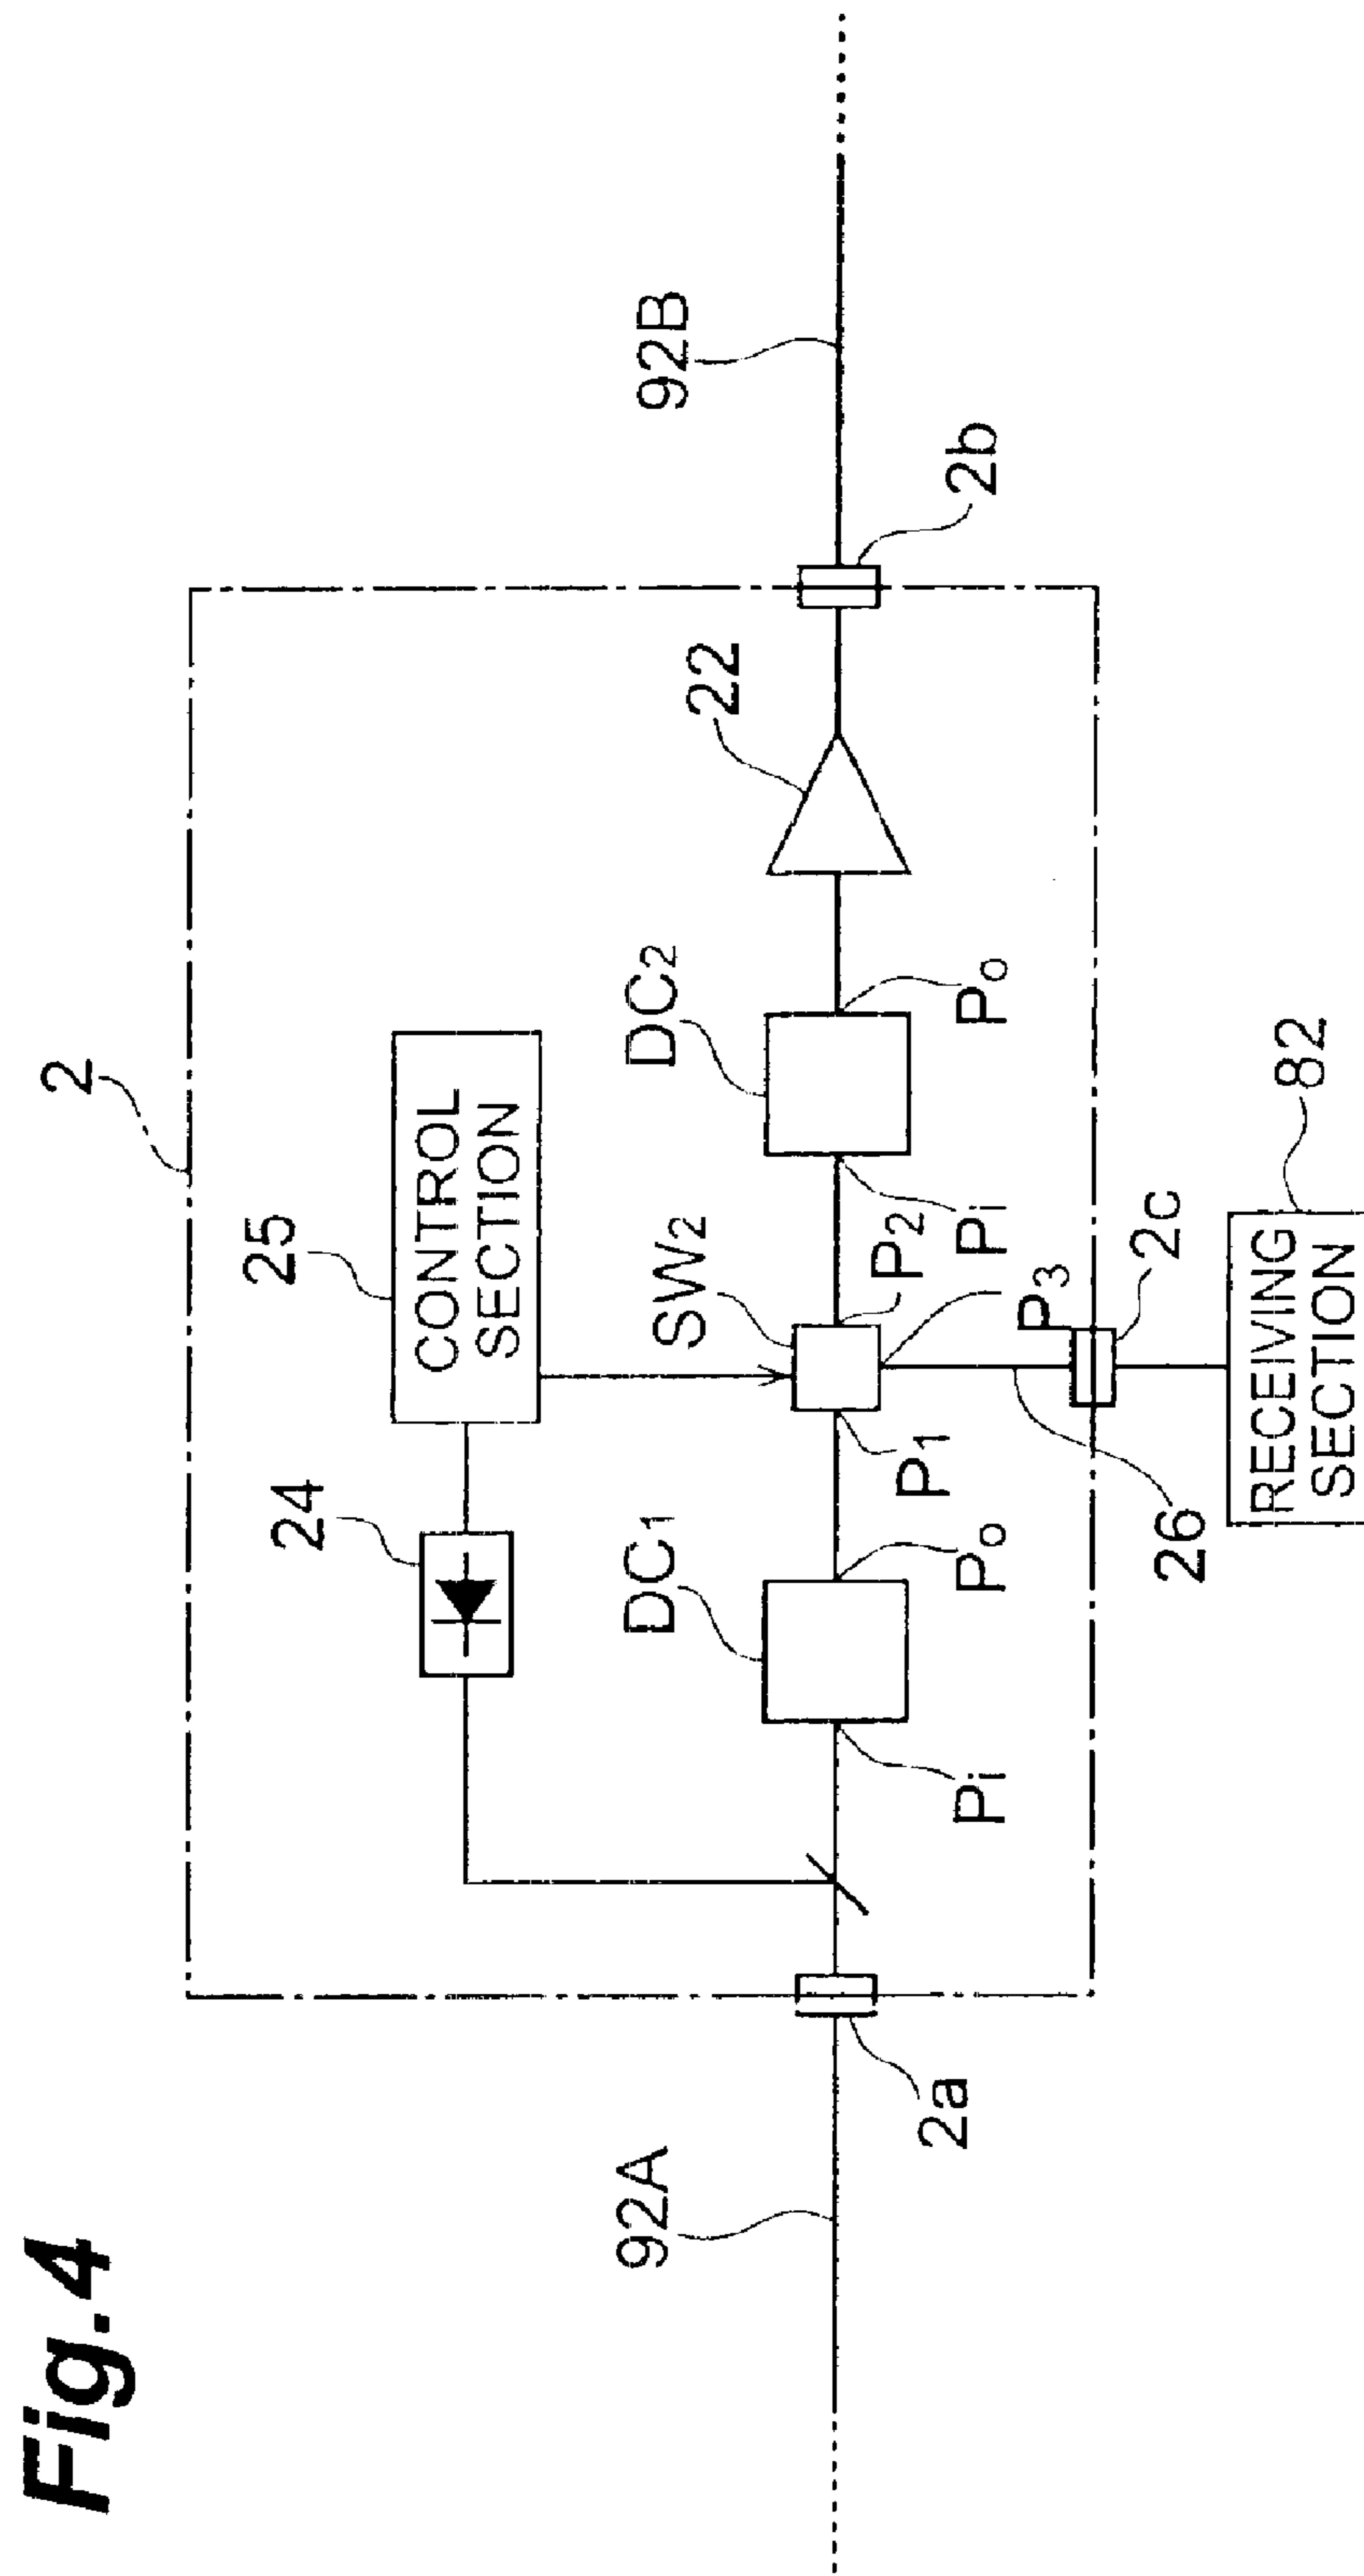 Fig.4
2
25
CONTROL
SECTION
24
92A
DC1
SW2
DC2
22
92B
2a
Pi
Po
P1
P2
Pi
Po
2b
P3
26
2c
RECEIVING
SECTION
82